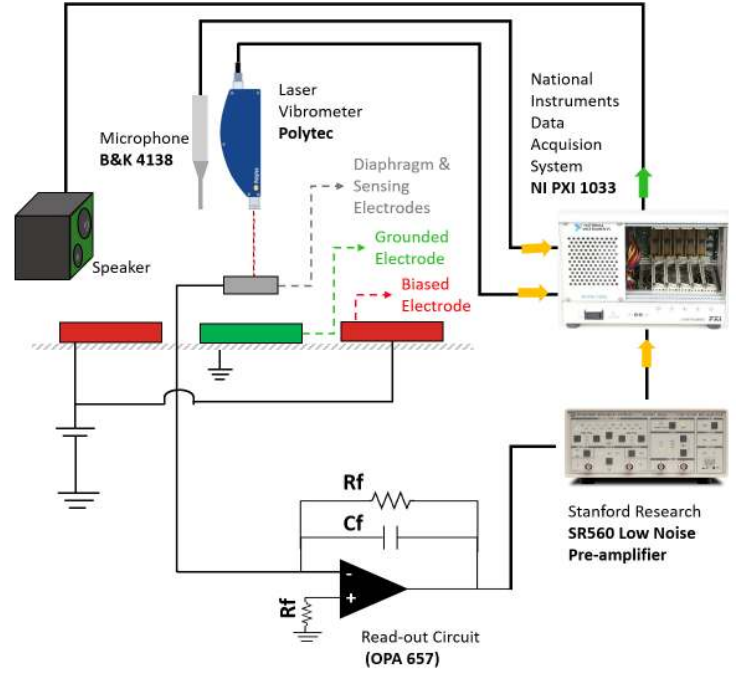 Laser
Vibrometer
Polytec
Microphone
B&K 4138
National
Instruments
Data
Acquision
System
NI PXI 1033
Diaphragm &
Sensing
Electrodes
Grounded
Electrode
Biased
Electrode
Speaker
Rf
Cf
-
+
Rf
Read-out Circuit
(OPA 657)
Stanford Research
SR560 Low Noise
Pre-amplifier
PXI